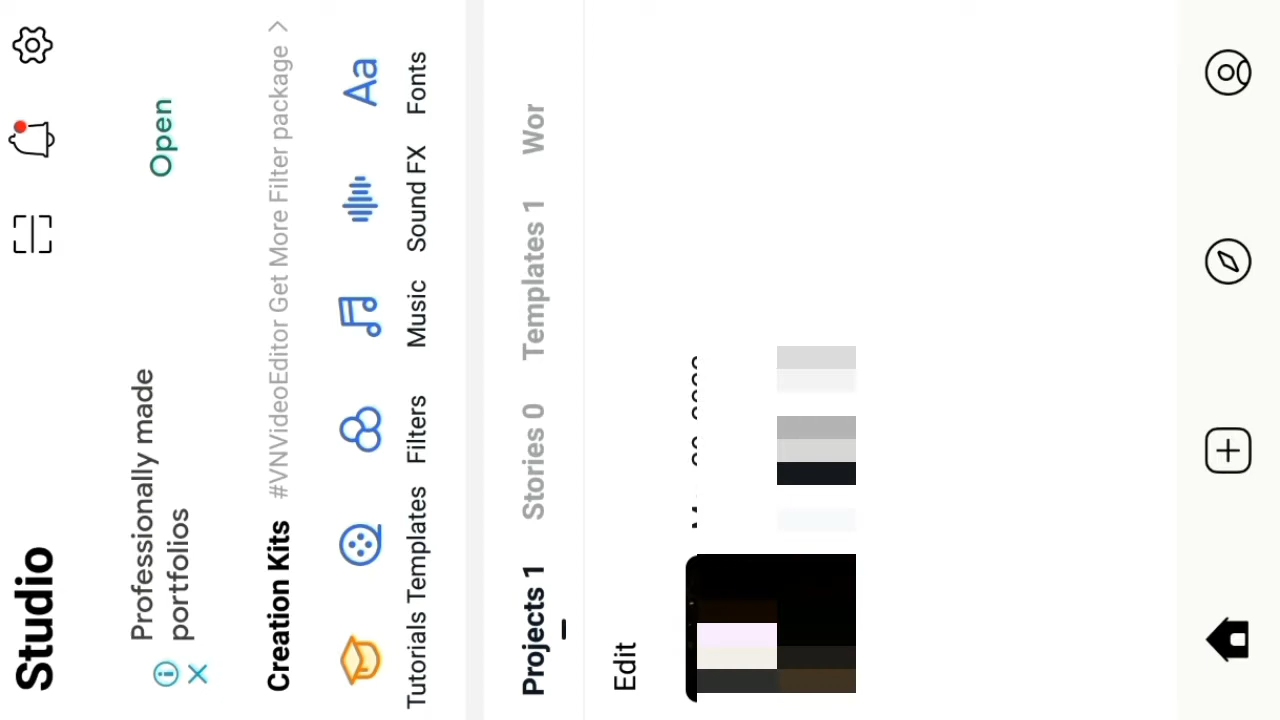 Studio
Professionally made
portfolios
Open
Creation Kits #VNVideoEditor Get More Filter package >
Tutorials Templates Filters Music Sound FX Fonts
Projects 1 Stories 0 Templates 1 Wor
Edit